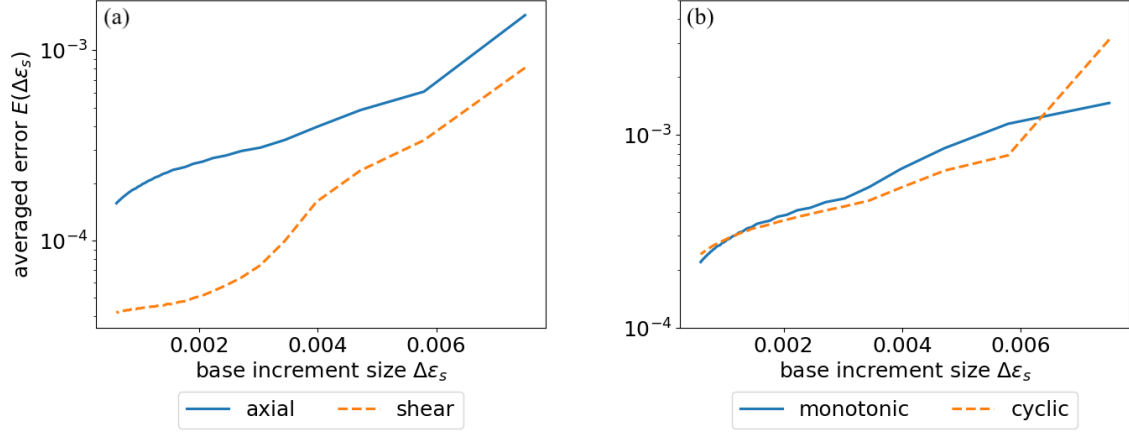 (a)
averaged error E(Δε_s)
10⁻³
10⁻⁴
0.002 0.004 0.006
base increment size Δε_s
axial shear
(b)
10⁻³
10⁻⁴
0.002 0.004 0.006
base increment size Δε_s
monotonic cyclic